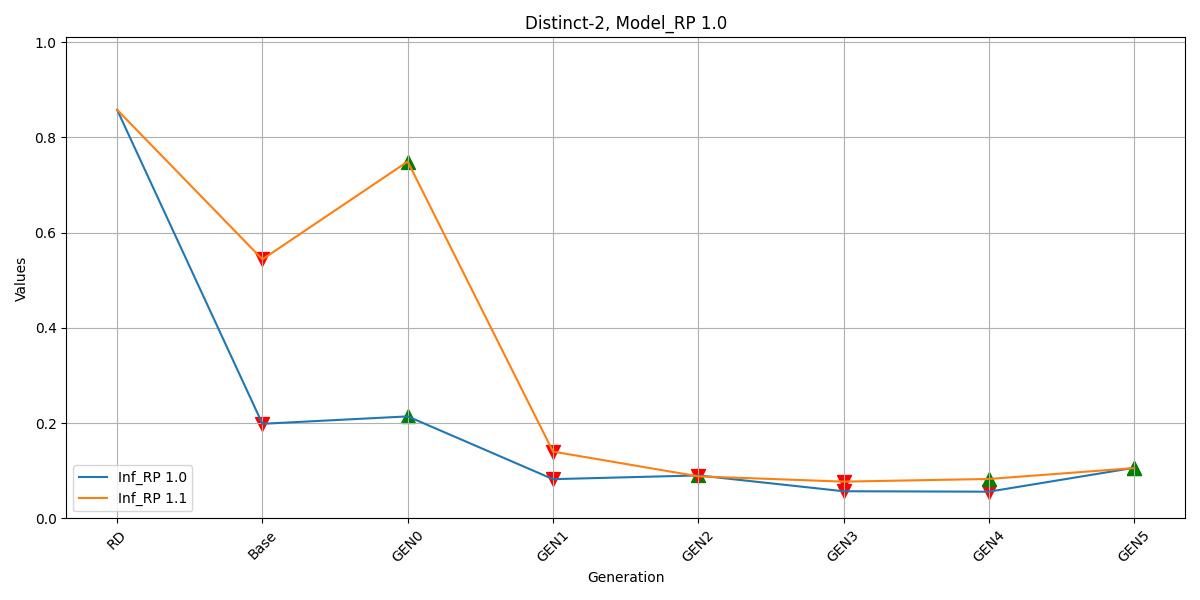 Distinct-2, Model_RP 1.0
Values
1.0
0.8
0.6
0.4
0.2
0.0
Inf_RP 1.0
Inf_RP 1.1
RD
Base
GEN0
GEN1
GEN2
GEN3
GEN4
GEN5
Generation